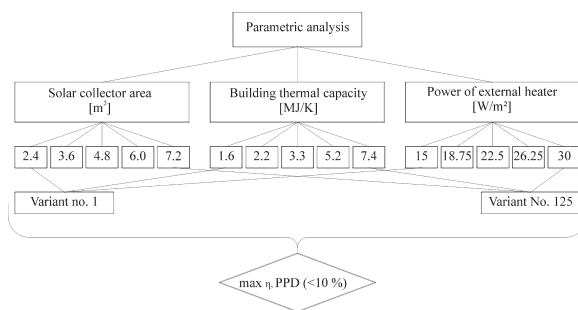 Parametric analysis
Solar collector area
[m²]
Building thermal capacity
[MJ/K]
Power of external heater
[W/m²]
2.4 3.6 4.8 6.0 7.2 1.6 2.2 3.3 5.2 7.4 15 18.75 22.5 26.25 30
Variant no. 1 Variant No. 125
max η, PPD (<10 %)